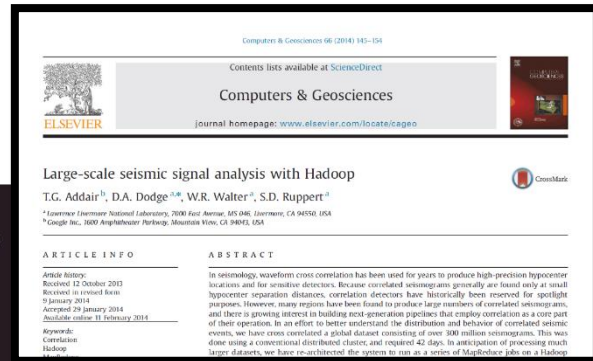 Computers & Geosciences 66 (2014) 145–154
Contents lists available at ScienceDirect
Computers & Geosciences
journal homepage: www.elsevier.com/locate/cageo
ELSEVIER
Large-scale seismic signal analysis with Hadoop
CrossMark
T.G. Addair b, D.A. Dodge a,*, W.R. Walter a, S.D. Ruppert a
a Lawrence Livermore National Laboratory, 7000 East Avenue, MS 046, Livermore, CA 94550, USA
b Google Inc., 1600 Amphitheater Parkway, Mountain View, CA 94043, USA
ARTICLE INFO
Article history:
Received 12 October 2013
Received in revised form
9 January 2014
Accepted 29 January 2014
Available online 11 February 2014
Keywords:
Correlation
Hadoop
ABSTRACT
In seismology, waveform cross correlation has been used for years to produce high-precision hypocenter
locations and for sensitive detectors. Because correlated seismograms generally are found only at small
hypocenter separation distances, correlation detectors have historically been reserved for spotlight
purposes. However, many regions have been found to produce large numbers of correlated seismograms,
and there is growing interest in building next-generation pipelines that employ correlation as a core part
of their operation. In an effort to better understand the distribution and behavior of correlated seismic
events, we have cross correlated a global dataset consisting of over 300 million seismograms. This was
done using a conventional distributed cluster, and required 42 days. In anticipation of processing much
larger datasets, we have re-architected the system to run as a series of MapReduce jobs on a Hadoop